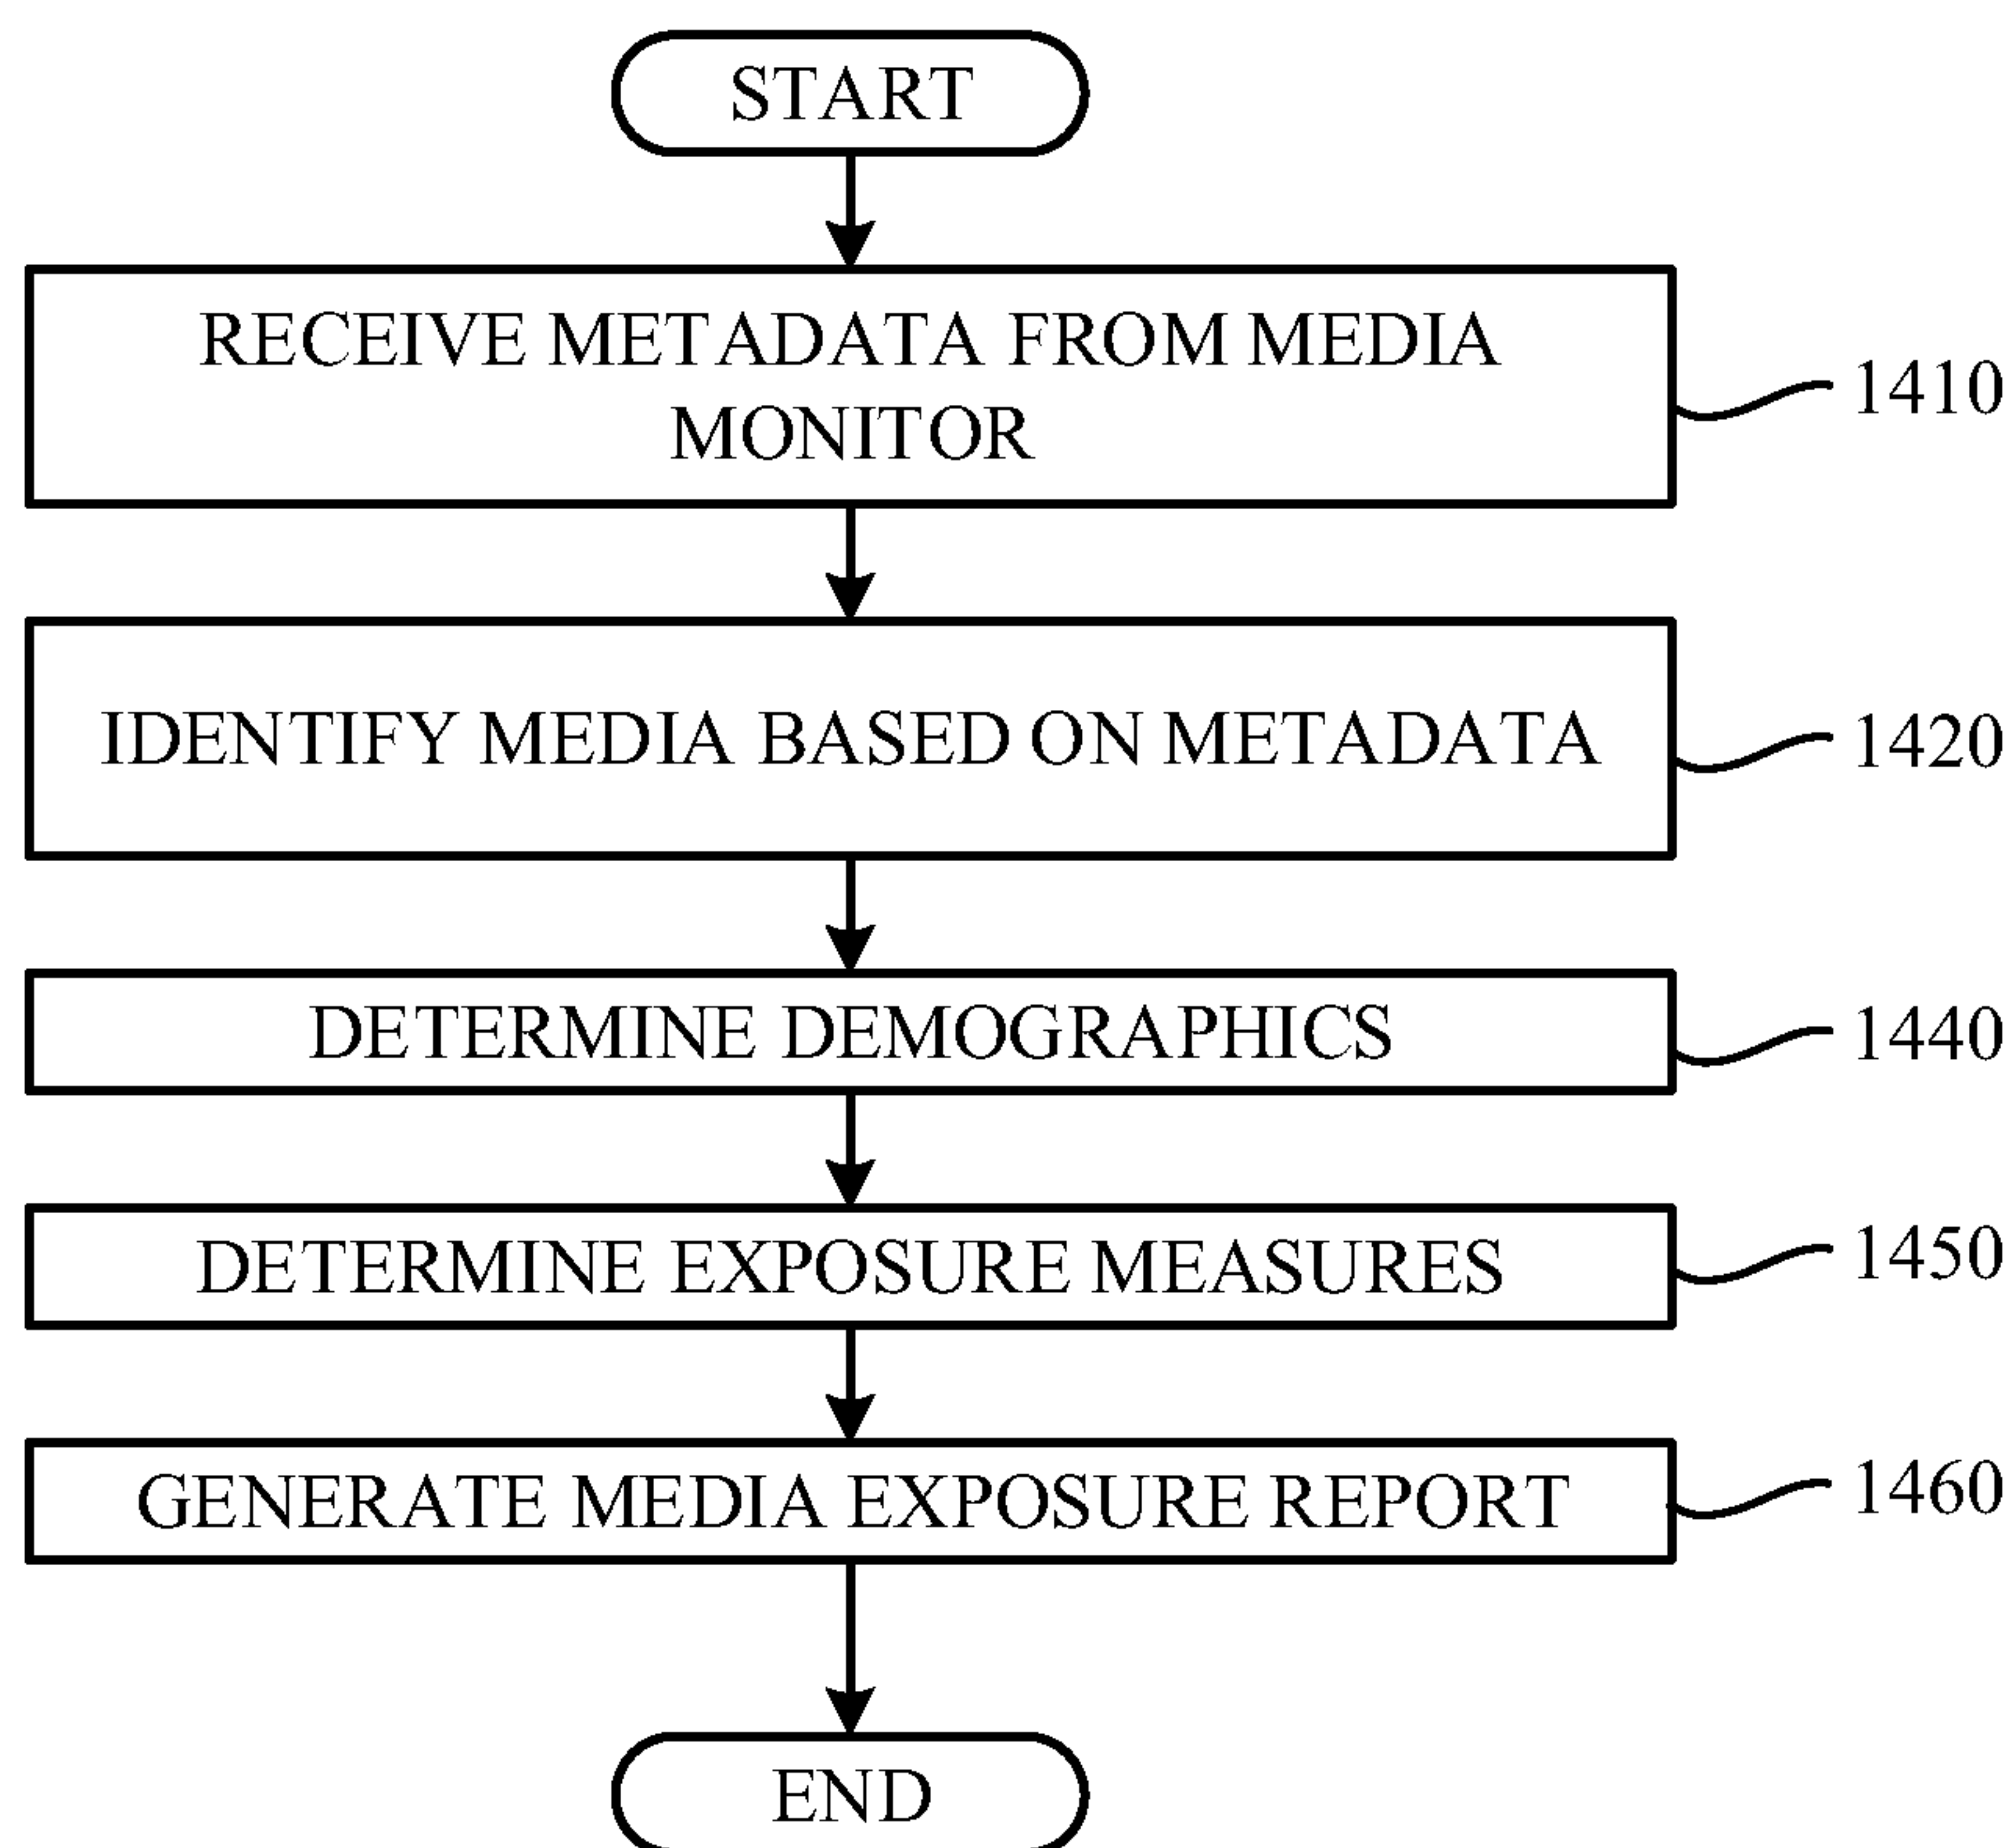 START
RECEIVE METADATA FROM MEDIA
MONITOR
1410
IDENTIFY MEDIA BASED ON METADATA
1420
DETERMINE DEMOGRAPHICS
1440
DETERMINE EXPOSURE MEASURES
1450
GENERATE MEDIA EXPOSURE REPORT
1460
END